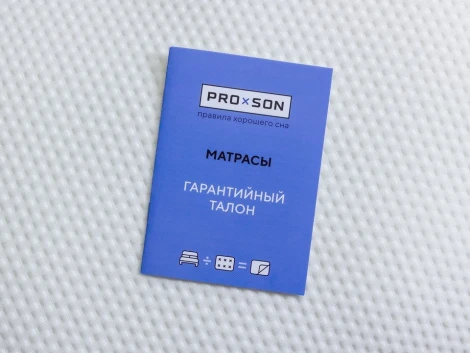 PRO×SON
правила хорошего сна
МАТРАСЫ
ГАРАНТИЙНЫЙ
ТАЛОН
÷ =